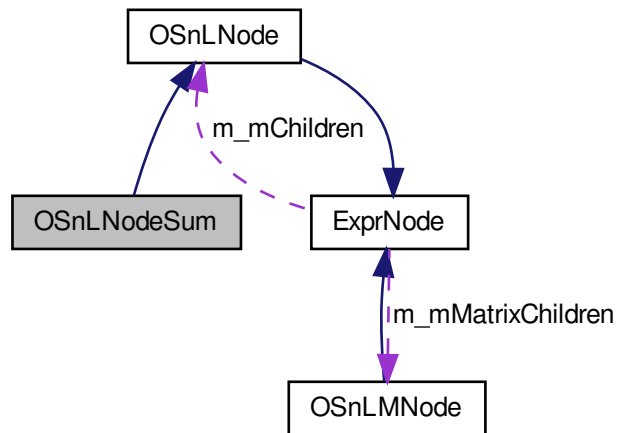 OSnLNode
m_mChildren
OSnLNodeSum
ExprNode
m_mMatrixChildren
OSnLMNode